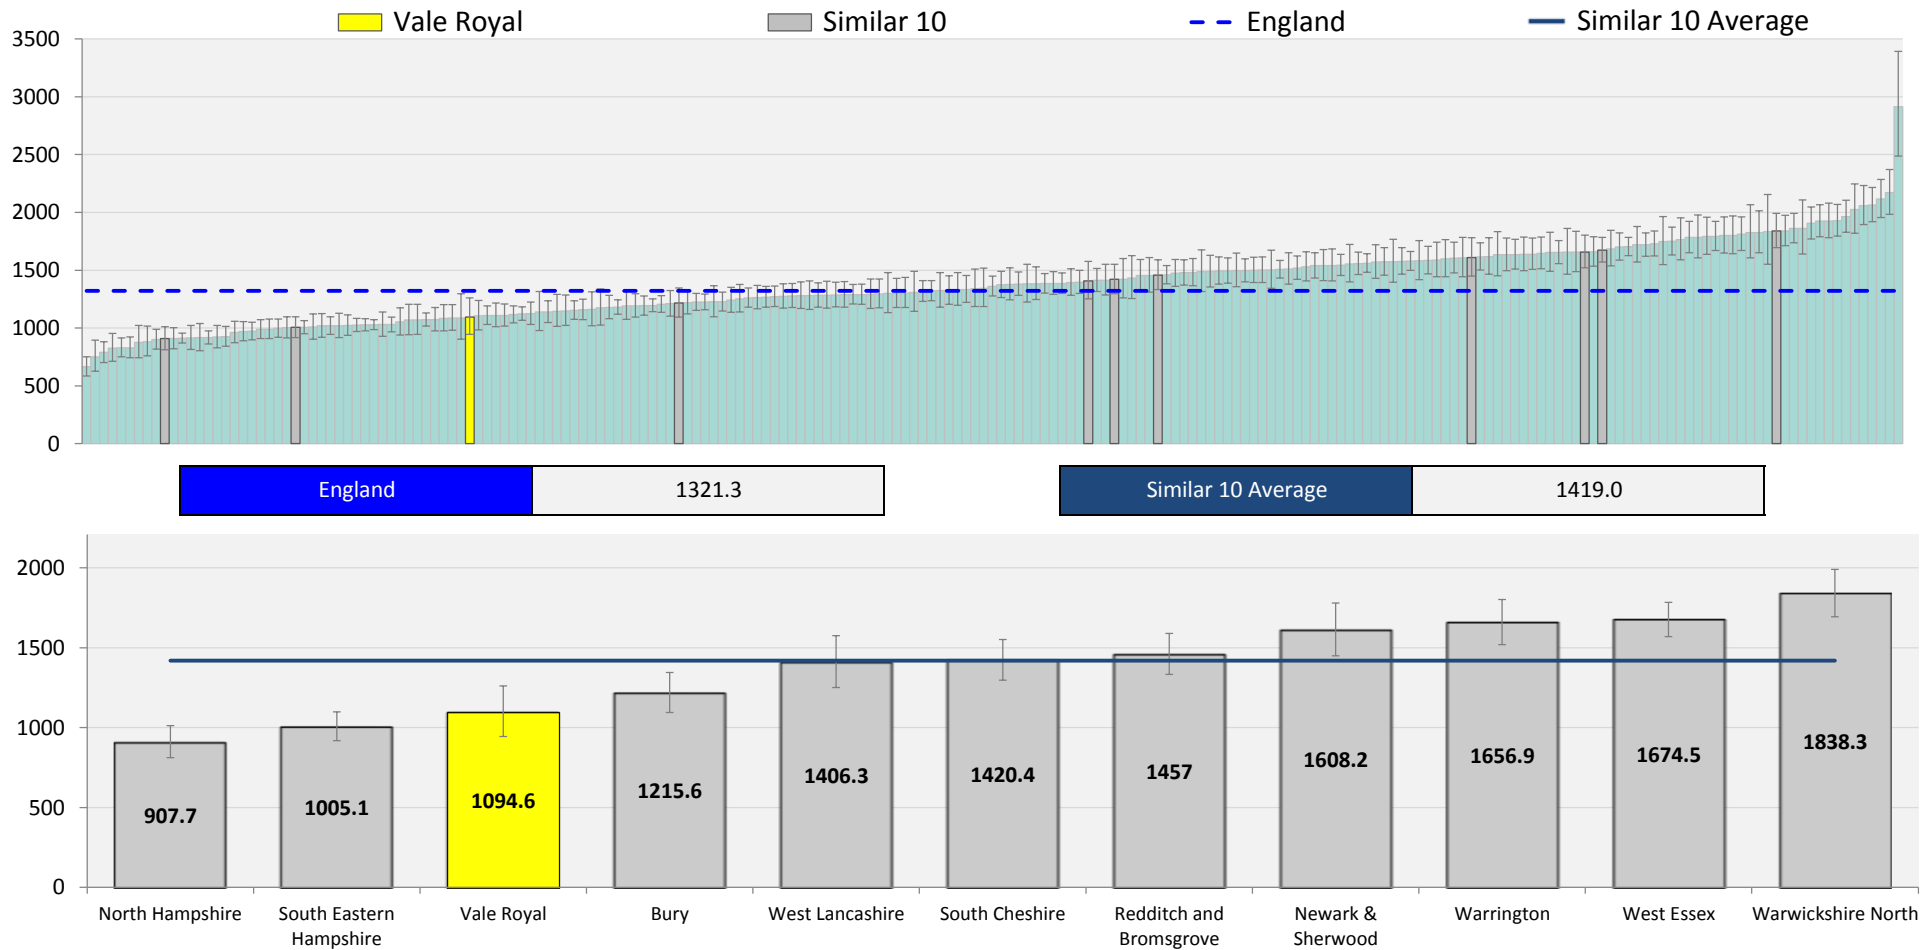 Vale Royal Similar 10 England Similar 10 Average
3500
3000
2500
2000
1500
1000
500
0
England 1321.3 Similar 10 Average 1419.0
2000
1500
1000
500
0
907.7 1005.1 1094.6 1215.6 1406.3 1420.4 1457 1608.2 1656.9 1674.5 1838.3
North Hampshire South Eastern Vale Royal Bury West Lancashire South Cheshire Redditch and Newark & Warrington West Essex Warwickshire North
Hampshire Bromsgrove Sherwood